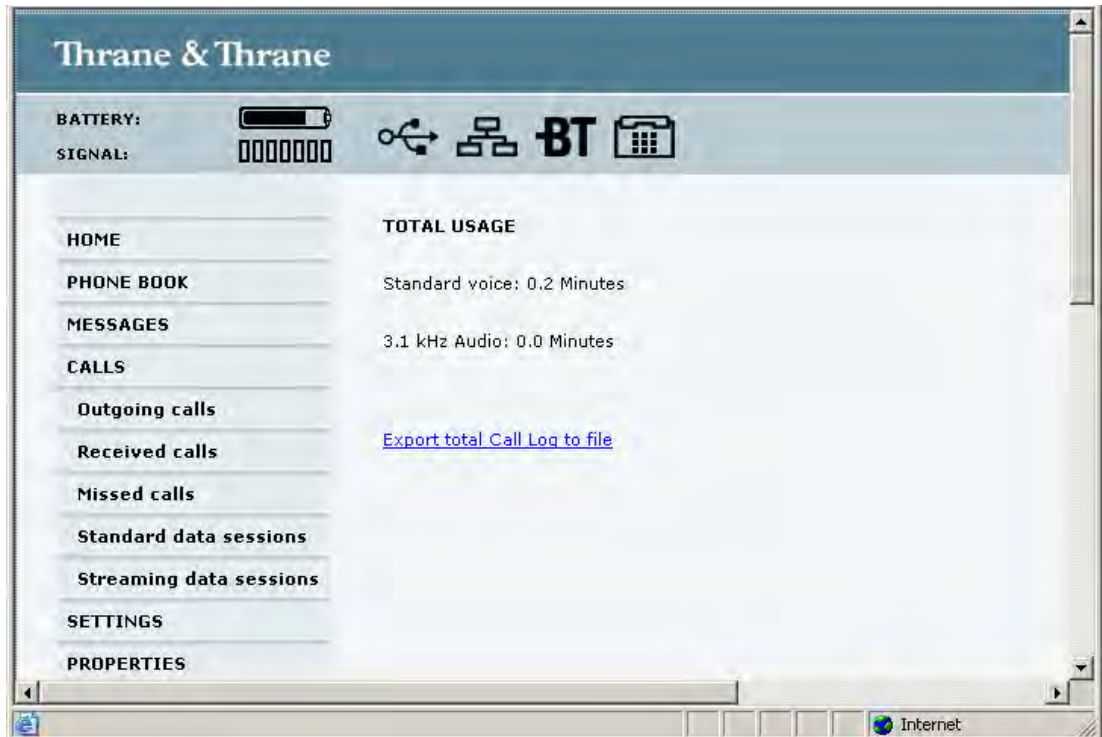 Thrane & Thrane
BATTERY:
SIGNAL:
BT
HOME
PHONE BOOK
MESSAGES
CALLS
Outgoing calls
Received calls
Missed calls
Standard data sessions
Streaming data sessions
SETTINGS
PROPERTIES
TOTAL USAGE
Standard voice: 0.2 Minutes
3.1 kHz Audio: 0.0 Minutes
Export total Call Log to file
Internet